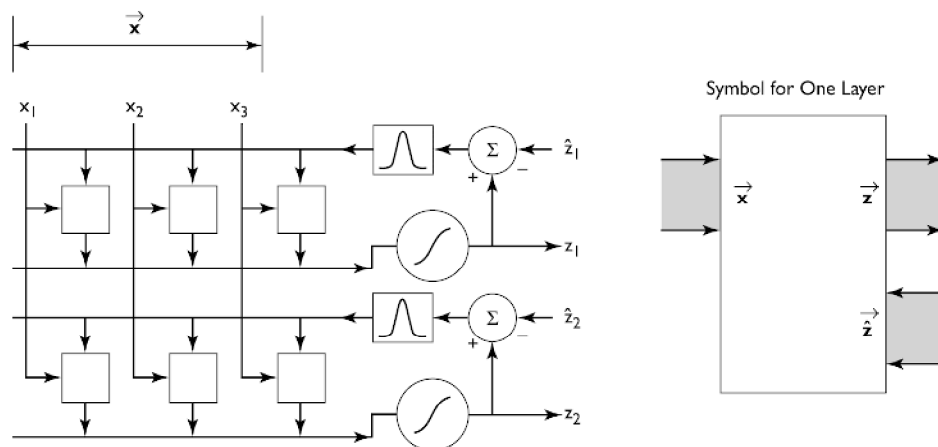 x⃗
x₁ x₂ x₃
Σ ẑ₁
+ −
z₁
Σ ẑ₂
+ −
z₂
Symbol for One Layer
x⃗ z⃗
ẑ⃗